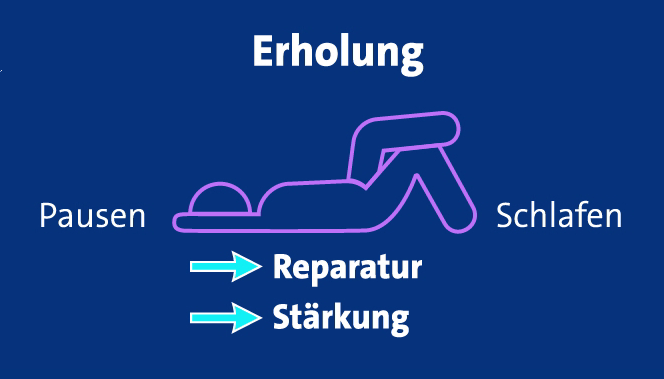 Erholung
Pausen
Schlafen
Reparatur
Stärkung